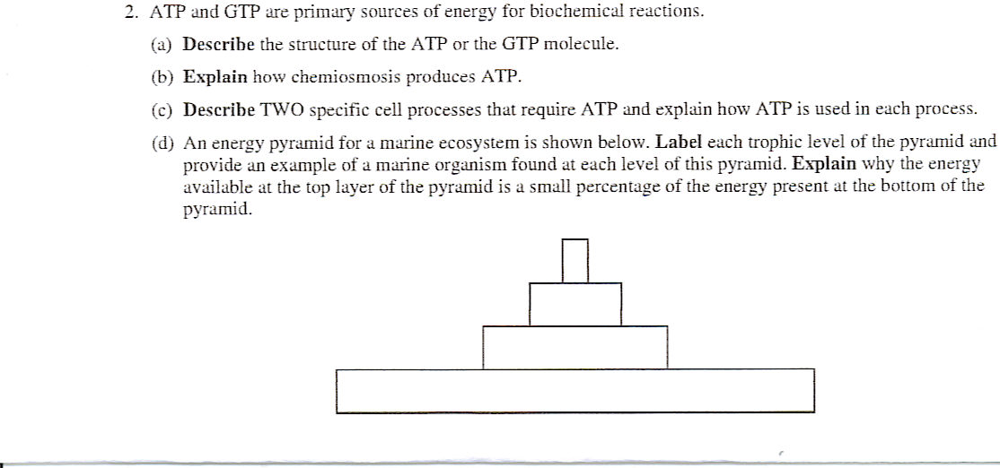 2. ATP and GTP are primary sources of energy for biochemical reactions.
(a) Describe the structure of the ATP or the GTP molecule.
(b) Explain how chemiosmosis produces ATP.
(c) Describe TWO specific cell processes that require ATP and explain how ATP is used in each process.
(d) An energy pyramid for a marine ecosystem is shown below. Label each trophic level of the pyramid and
provide an example of a marine organism found at each level of this pyramid. Explain why the energy
available at the top layer of the pyramid is a small percentage of the energy present at the bottom of the
pyramid.